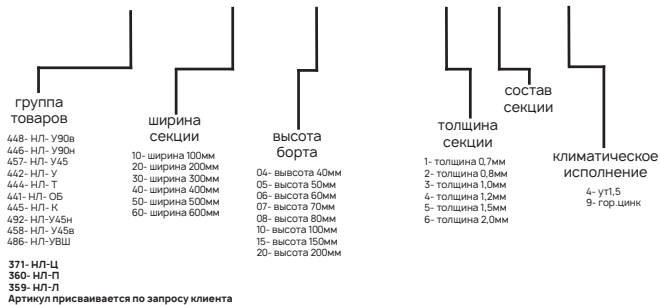 группа
товаров
448- НЛ- У90в
446- НЛ- У90н
457- НЛ- У45
442- НЛ- У
444- НЛ- Т
441- НЛ- ОБ
445- НЛ- К
492- НЛ-У45н
458- НЛ- У45в
486- НЛ-УВШ
371- НЛ-Ц
360- НЛ-П
359- НЛ-Л
Артикул присваивается по запросу клиента
ширина
секции
10- ширина 100мм
20- ширина 200мм
30- ширина 300мм
40- ширина 400мм
50- ширина 500мм
60- ширина 600мм
высота
борта
04- вывсота 40мм
05- высота 50мм
06- высота 60мм
07- высота 70мм
08- высота 80мм
10- высота 100мм
15- высота 150мм
20- высота 200мм
толщина
секции
1- толщина 0,7мм
2- толщина 0,8мм
3- толщина 1,0мм
4- толщина 1,2мм
5- толщина 1,5мм
6- толщина 2,0мм
состав
секции
климатическое
исполнение
4- ут1,5
9- гор.цинк